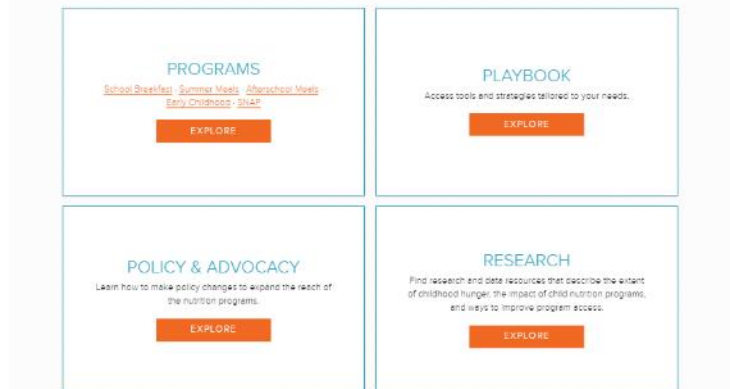 PROGRAMS
School Breakfast - Summer Meals - Afterschool Meals -
Early Childhood - SNAP
EXPLORE
PLAYBOOK
Access tools and strategies tailored to your needs.
EXPLORE
POLICY & ADVOCACY
Learn how to make policy changes to expand the reach of
the nutrition programs.
EXPLORE
RESEARCH
Find research and data resources that describe the extent
of childhood hunger, the impact of child nutrition programs,
and ways to improve program access.
EXPLORE